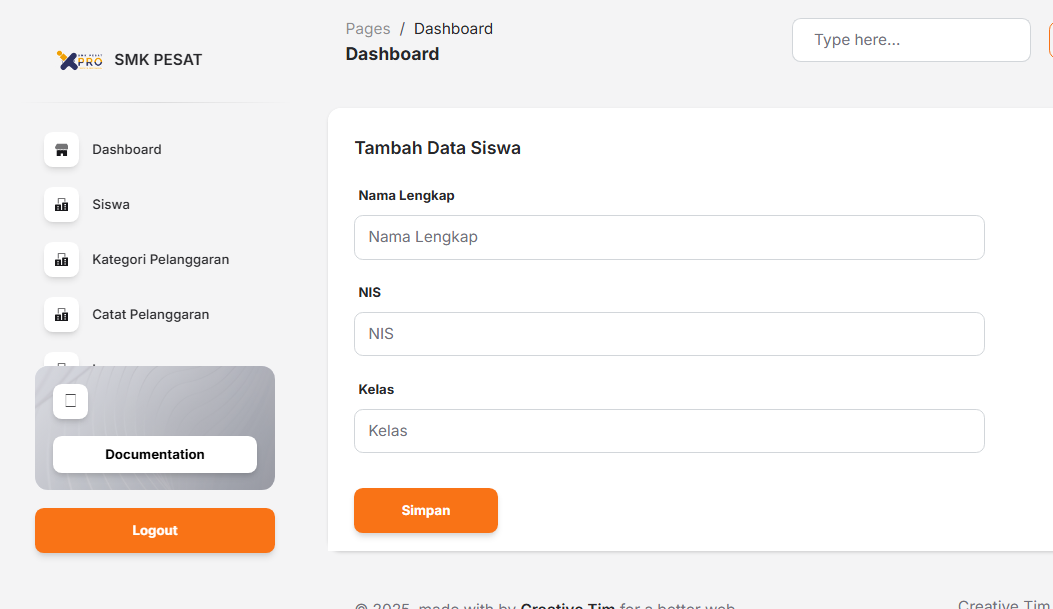 Pages / Dashboard
Dashboard
Type here...
SMK PESAT
PRO
Dashboard
Siswa
Kategori Pelanggaran
Catat Pelanggaran
Documentation
Logout
Tambah Data Siswa
Nama Lengkap
Nama Lengkap
NIS
NIS
Kelas
Kelas
Simpan
© 2025, made with by Creative Tim for a better web.
Creative Tim